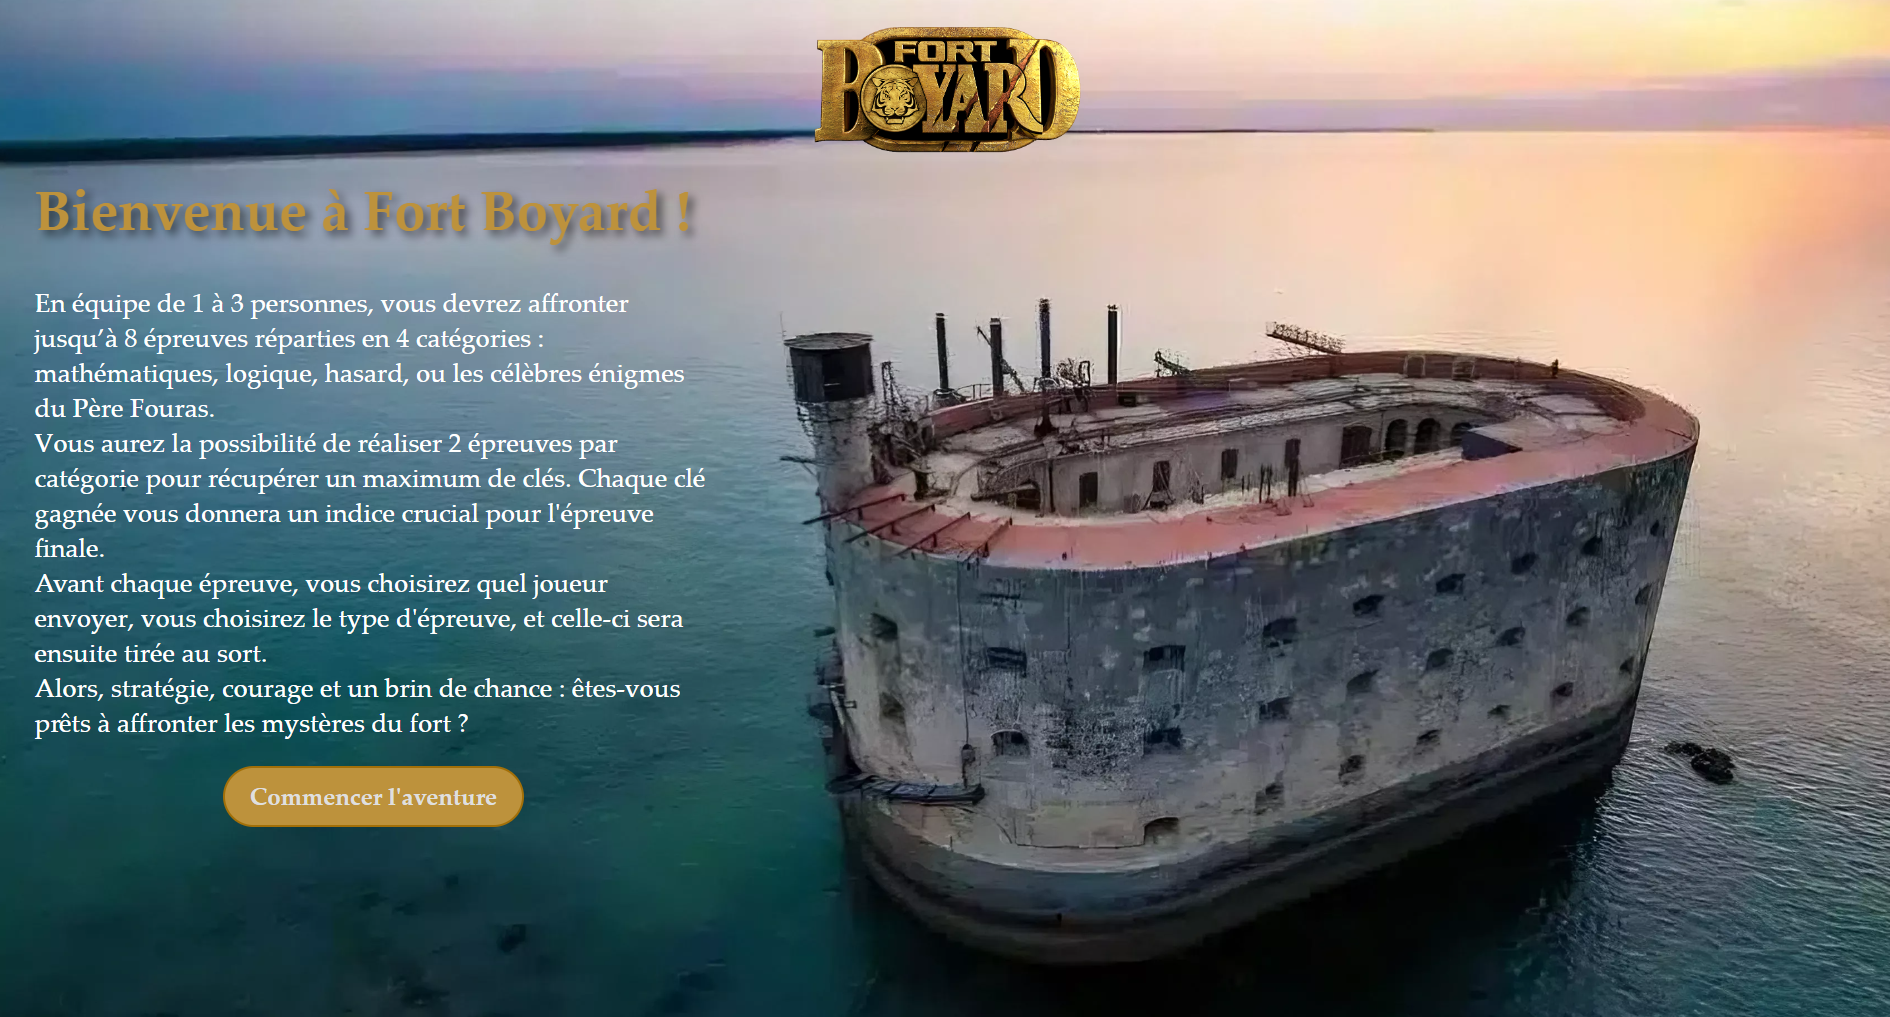 FORT
BOYARD
Bienvenue à Fort Boyard !
En équipe de 1 à 3 personnes, vous devrez affronter
jusqu’à 8 épreuves réparties en 4 catégories :
mathématiques, logique, hasard, ou les célèbres énigmes
du Père Fouras.
Vous aurez la possibilité de réaliser 2 épreuves par
catégorie pour récupérer un maximum de clés. Chaque clé
gagnée vous donnera un indice crucial pour l'épreuve
finale.
Avant chaque épreuve, vous choisirez quel joueur
envoyer, vous choisirez le type d'épreuve, et celle-ci sera
ensuite tirée au sort.
Alors, stratégie, courage et un brin de chance : êtes-vous
prêts à affronter les mystères du fort ?
Commencer l'aventure